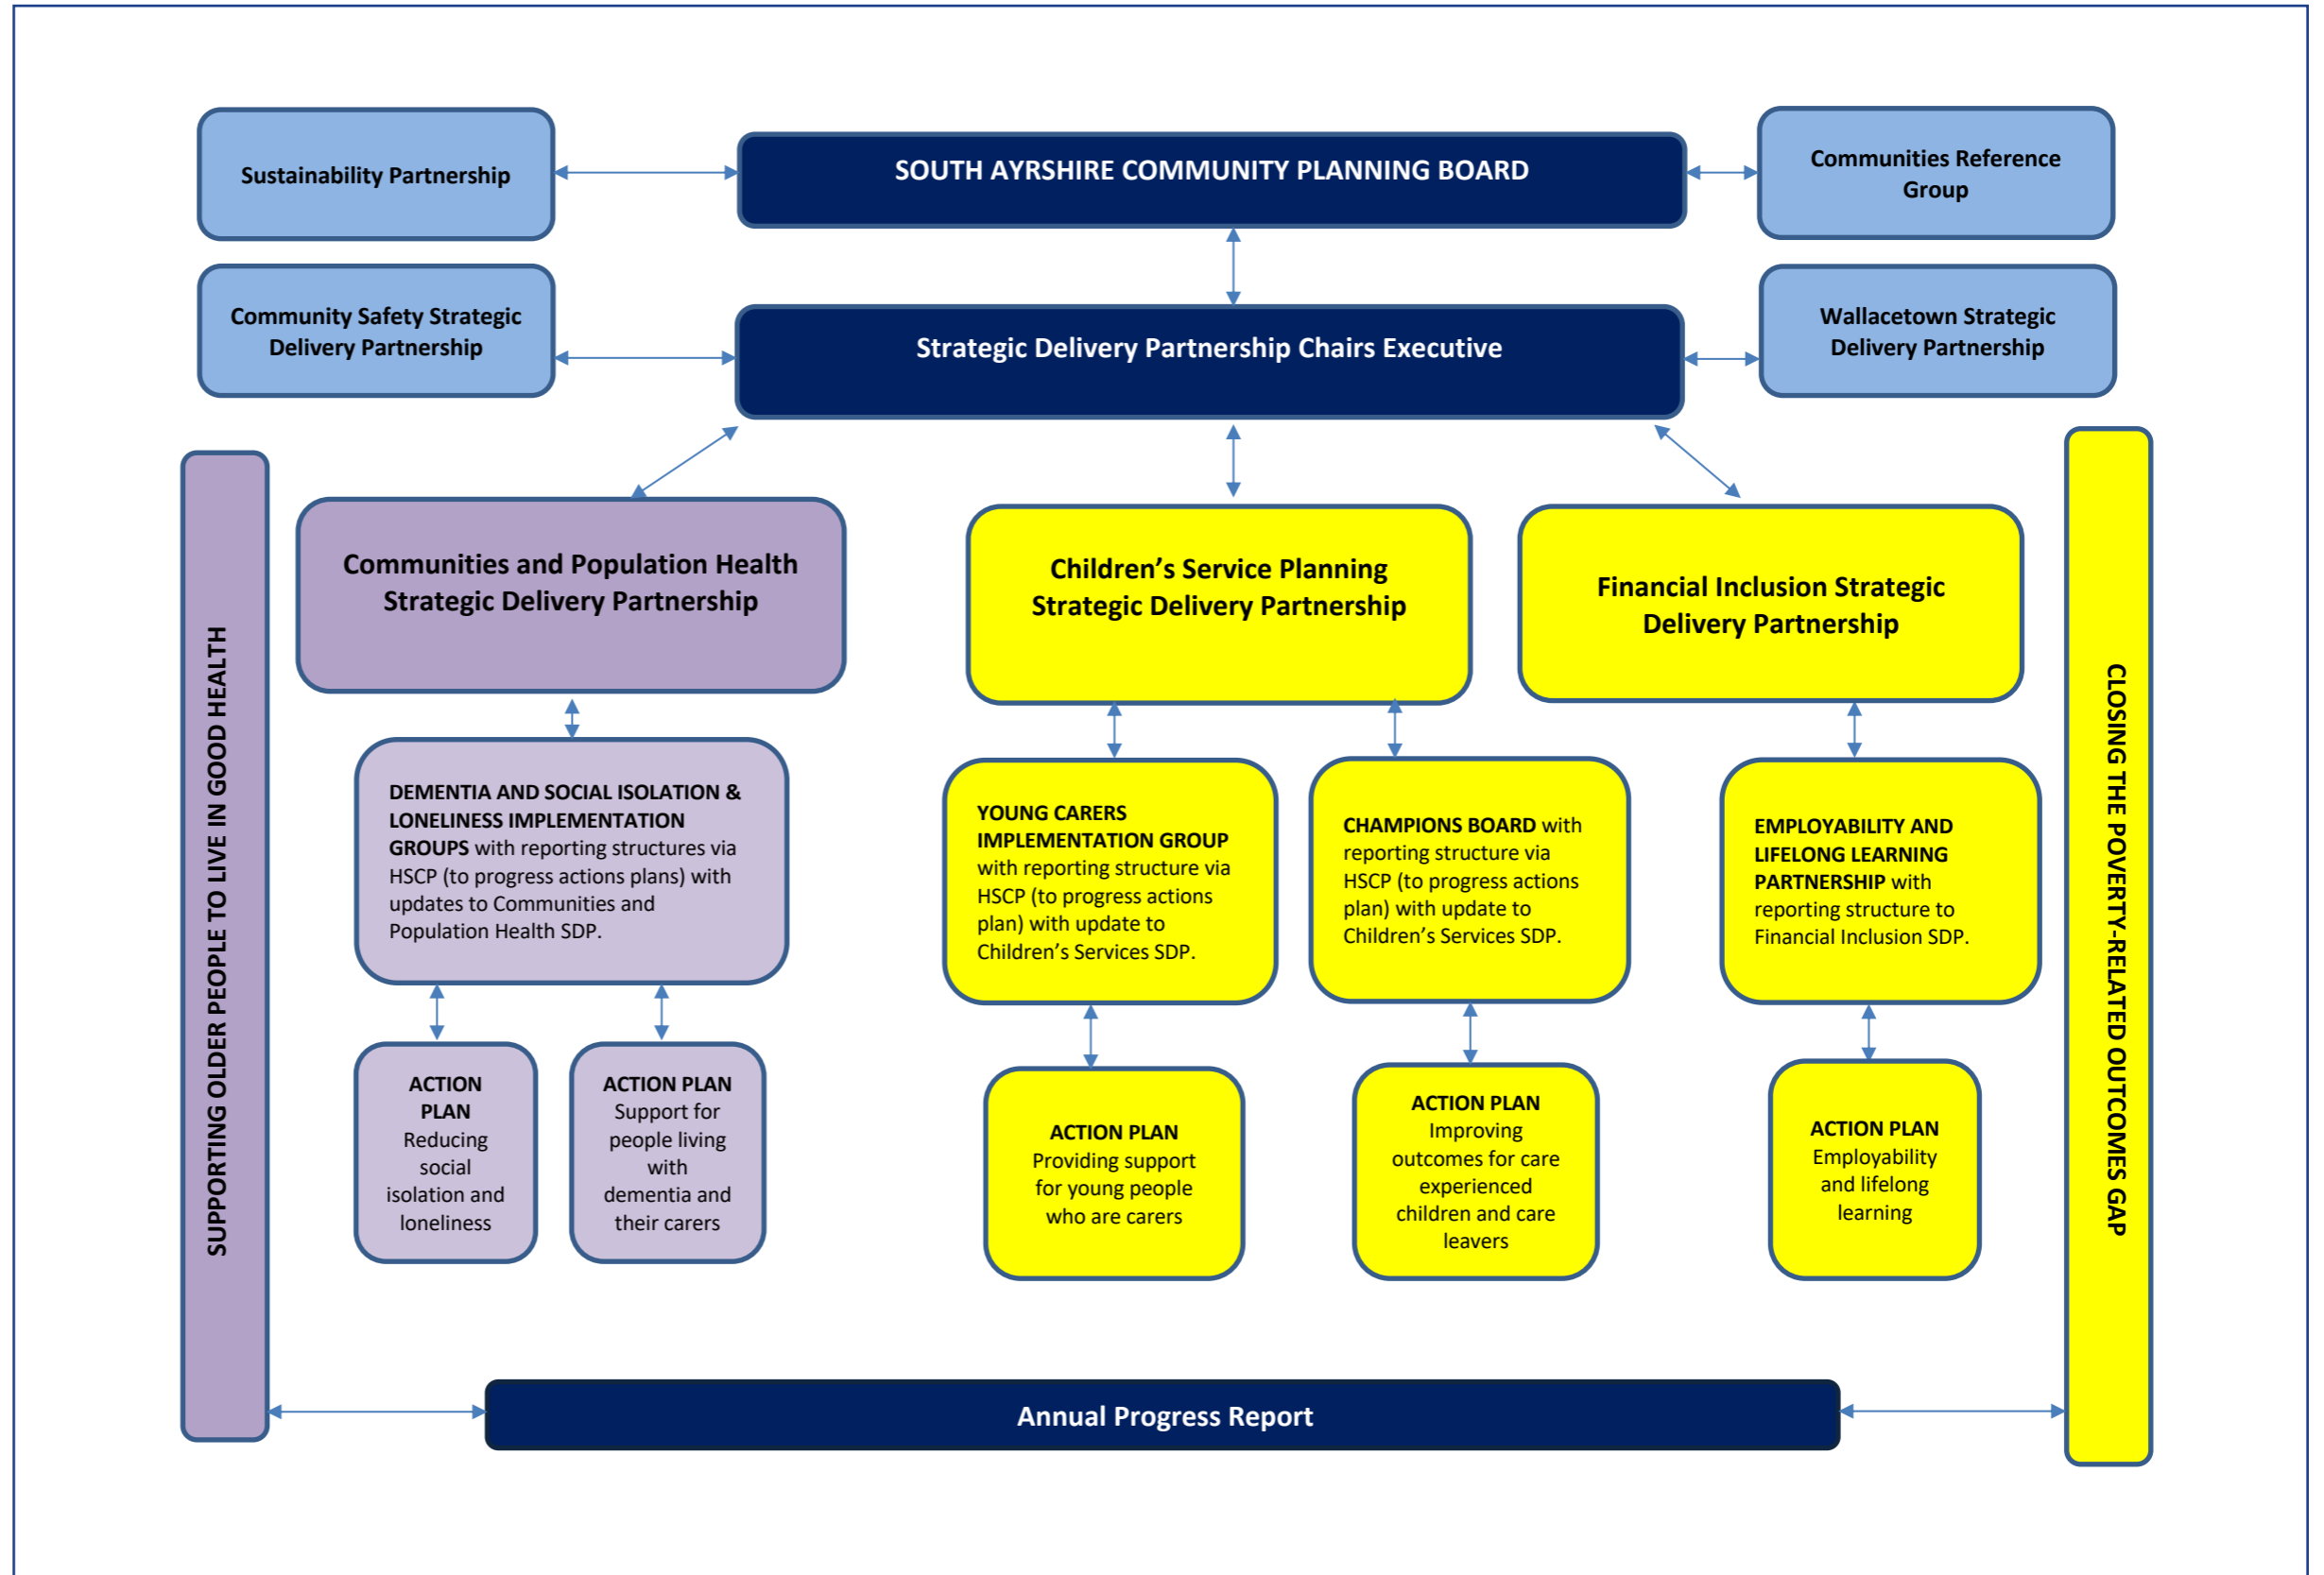 Sustainability Partnership
SOUTH AYRSHIRE COMMUNITY PLANNING BOARD
Communities Reference
Group
Community Safety Strategic
Delivery Partnership
Strategic Delivery Partnership Chairs Executive
Wallacetown Strategic
Delivery Partnership
SUPPORTING OLDER PEOPLE TO LIVE IN GOOD HEALTH
Communities and Population Health
Strategic Delivery Partnership
Children’s Service Planning
Strategic Delivery Partnership
Financial Inclusion Strategic
Delivery Partnership
CLOSING THE POVERTY-RELATED OUTCOMES GAP
DEMENTIA AND SOCIAL ISOLATION &
LONELINESS IMPLEMENTATION
GROUPS with reporting structures via
HSCP (to progress actions plans) with
updates to Communities and
Population Health SDP.
YOUNG CARERS
IMPLEMENTATION GROUP
with reporting structure via
HSCP (to progress actions
plan) with update to
Children’s Services SDP.
CHAMPIONS BOARD with
reporting structure via
HSCP (to progress actions
plan) with update to
Children’s Services SDP.
EMPLOYABILITY AND
LIFELONG LEARNING
PARTNERSHIP with
reporting structure to
Financial Inclusion SDP.
ACTION
PLAN
Reducing
social
isolation and
loneliness
ACTION PLAN
Support for
people living
with
dementia and
their carers
ACTION PLAN
Providing support
for young people
who are carers
ACTION PLAN
Improving
outcomes for care
experienced
children and care
leavers
ACTION PLAN
Employability
and lifelong
learning
Annual Progress Report